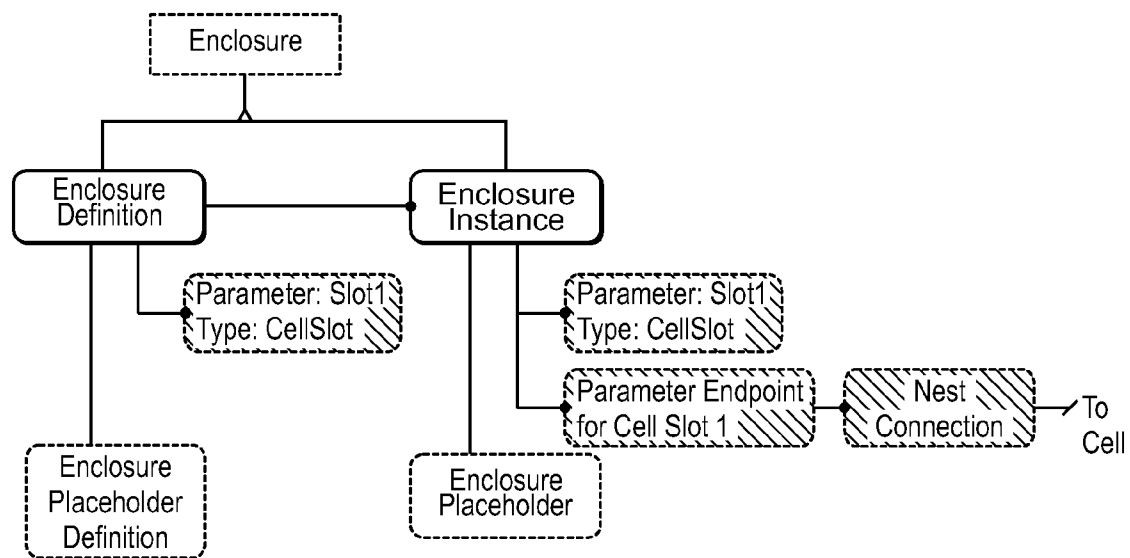 Enclosure
Enclosure
Definition
Enclosure
Instance
Parameter: Slot1
Type: CellSlot
Parameter: Slot1
Type: CellSlot
Parameter Endpoint
for Cell Slot 1
Nest
Connection
To
Cell
Enclosure
Placeholder
Definition
Enclosure
Placeholder